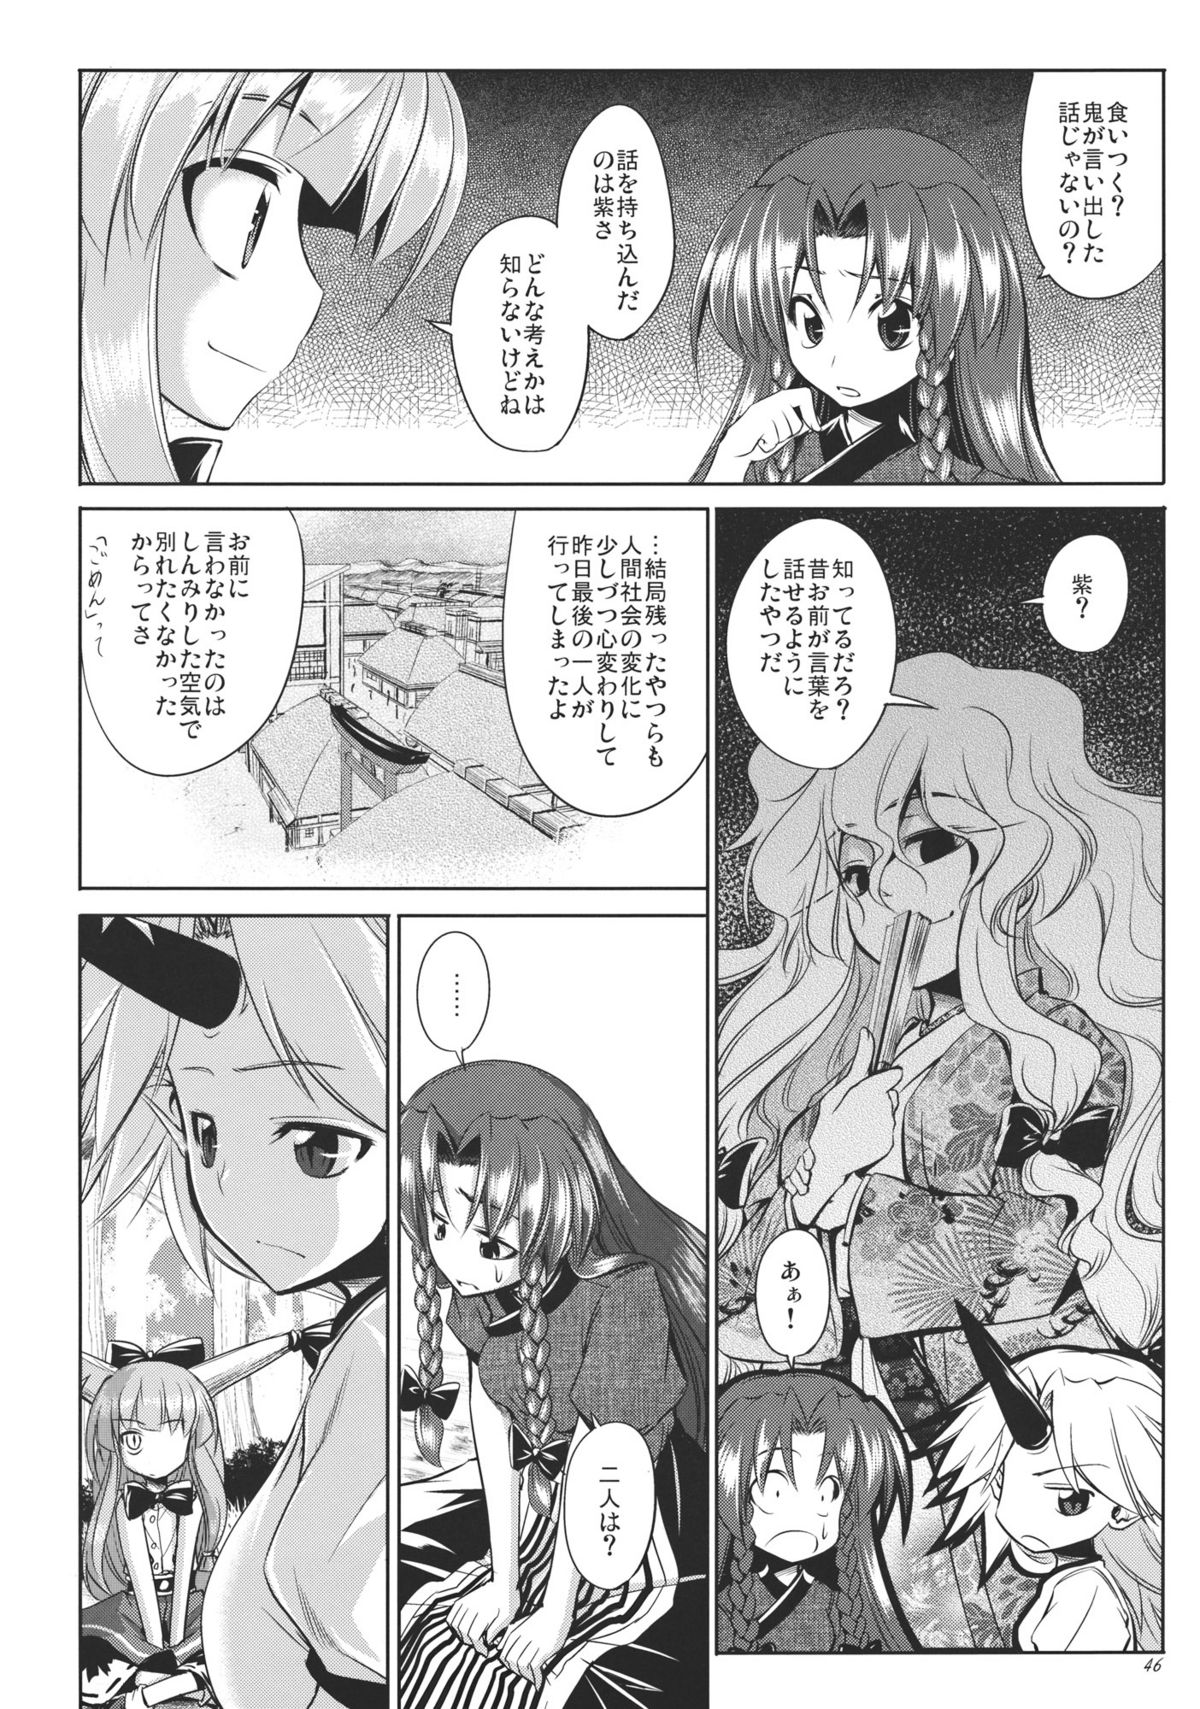 食いつく？
鬼が言い出した
話じゃないの？
話を持ち込んだ
のは紫さ
どんな考えかは
知らないけどね
紫？
知ってるだろ？
昔お前が言葉を
話せるように
したやつだ
あぁ！
…結局残ったやつらも
人間社会の変化に
少しづつ心変わりして
昨日最後の一人が
行ってしまったよ
お前に
言わなかったのは
しんみりした空気で
別れたくなかった
からってさ
「ごめん」って
……
二人は？
46